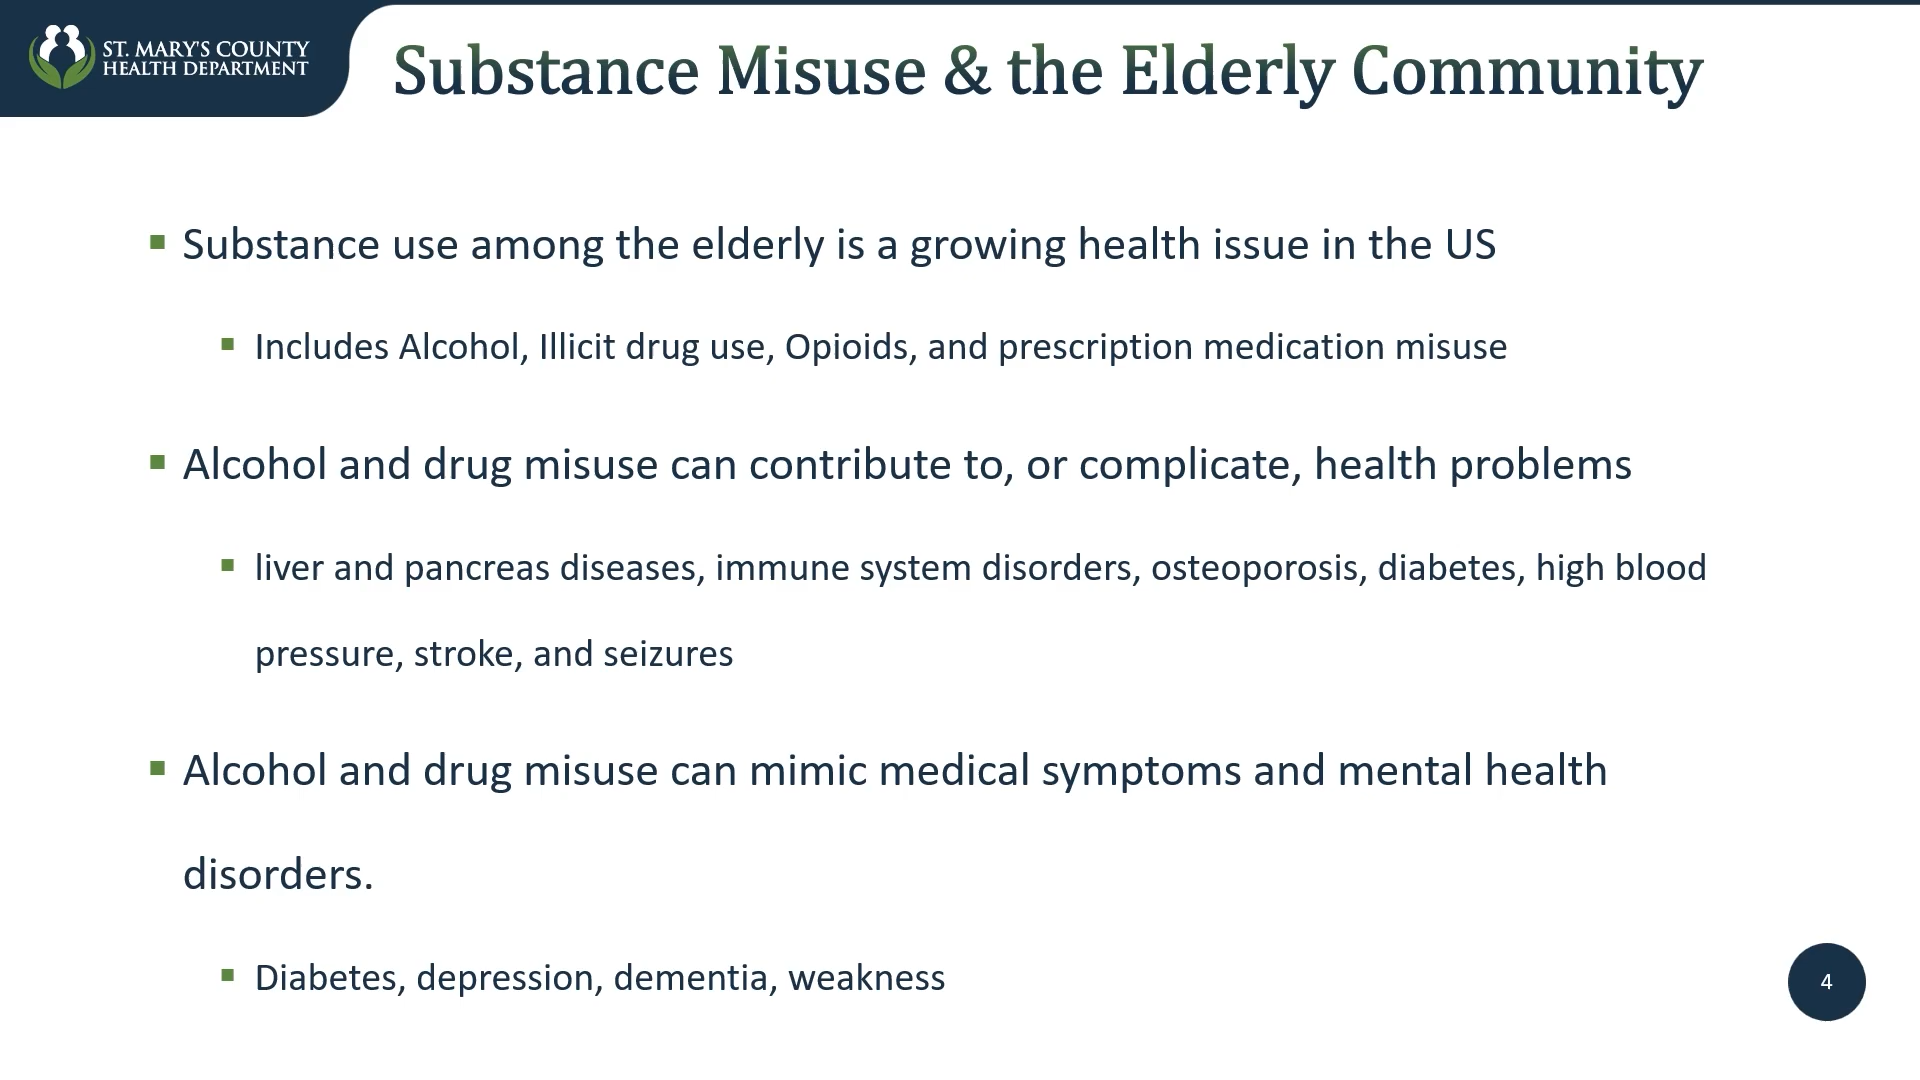 ST. MARY'S COUNTY
HEALTH DEPARTMENT
Substance Misuse & the Elderly Community
▪ Substance use among the elderly is a growing health issue in the US
▪ Includes Alcohol, Illicit drug use, Opioids, and prescription medication misuse
▪ Alcohol and drug misuse can contribute to, or complicate, health problems
▪ liver and pancreas diseases, immune system disorders, osteoporosis, diabetes, high blood
pressure, stroke, and seizures
▪ Alcohol and drug misuse can mimic medical symptoms and mental health
disorders.
▪ Diabetes, depression, dementia, weakness
4